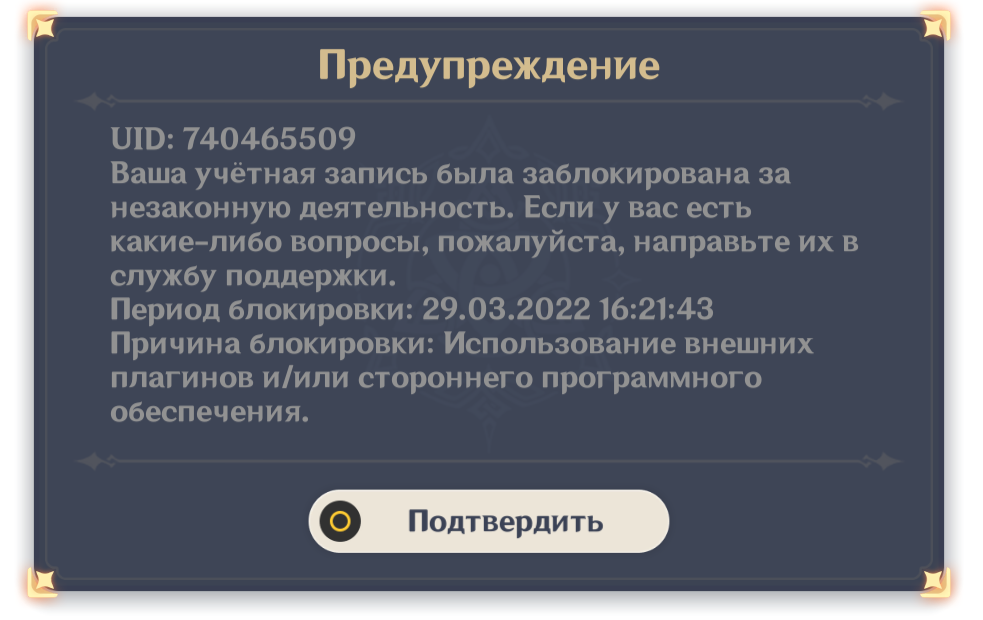 Предупреждение
UID: 740465509
Ваша учётная запись была заблокирована за
незаконную деятельность. Если у вас есть
какие-либо вопросы, пожалуйста, направьте их в
службу поддержки.
Период блокировки: 29.03.2022 16:21:43
Причина блокировки: Использование внешних
плагинов и/или стороннего программного
обеспечения.
Подтвердить